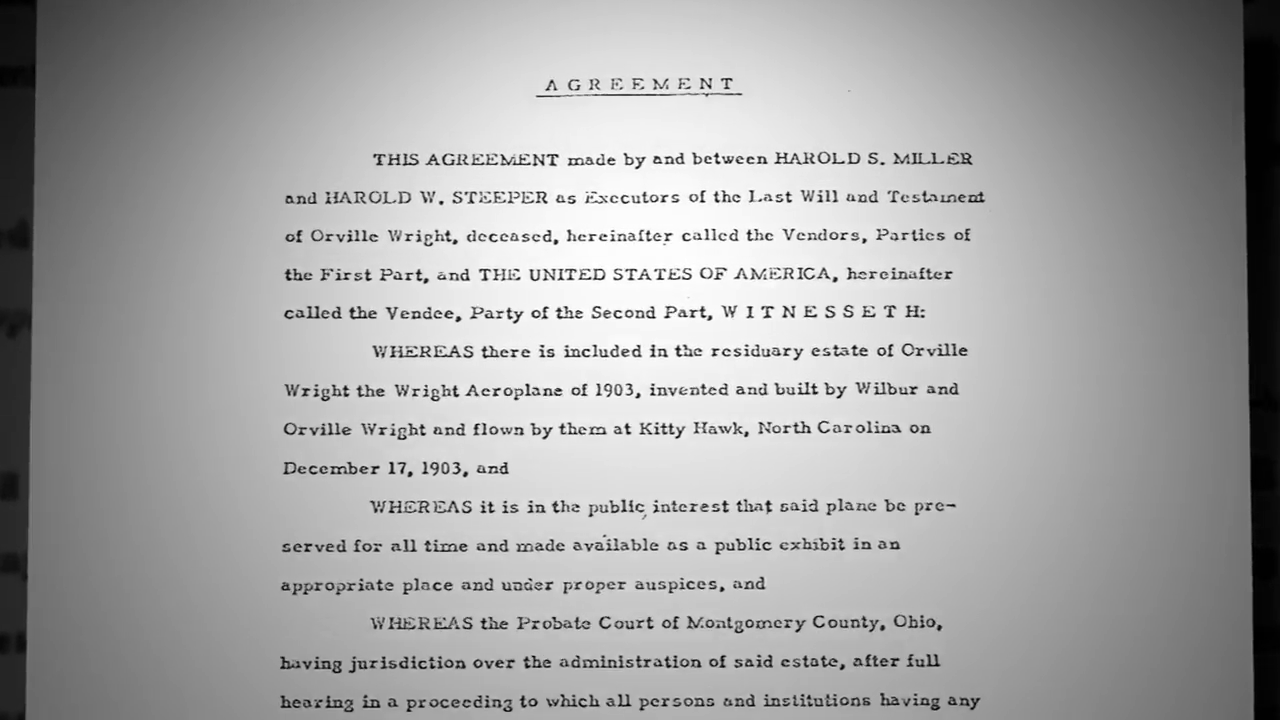 AGREEMENT
THIS AGREEMENT made by and between HAROLD S. MILLER
and HAROLD W. STEEPER as Executors of the Last Will and Testament
of Orville Wright, deceased, hereinafter called the Vendors, Parties of
the First Part, and THE UNITED STATES OF AMERICA, hereinafter
called the Vendee, Party of the Second Part, W I T N E S S E T H:
WHEREAS there is included in the residuary estate of Orville
Wright the Wright Aeroplane of 1903, invented and built by Wilbur and
Orville Wright and flown by them at Kitty Hawk, North Carolina on
December 17, 1903, and
WHEREAS it is in the public interest that said plane be pre-
served for all time and made available as a public exhibit in an
appropriate place and under proper auspices, and
WHEREAS the Probate Court of Montgomery County, Ohio,
having jurisdiction over the administration of said estate, after full
hearing in a proceeding to which all persons and institutions having any